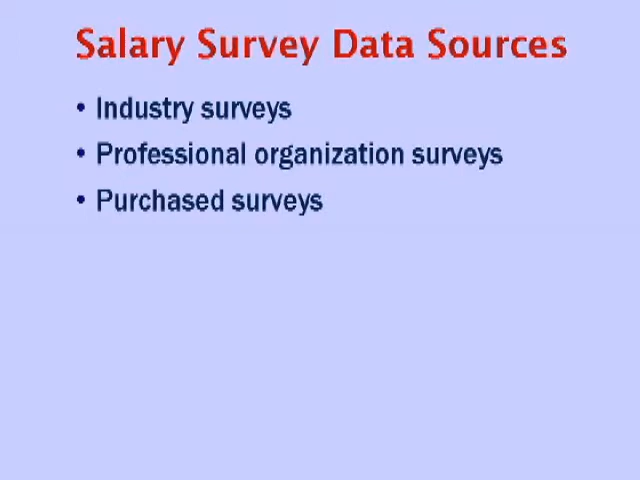 Salary Survey Data Sources
• Industry surveys
• Professional organization surveys
• Purchased surveys